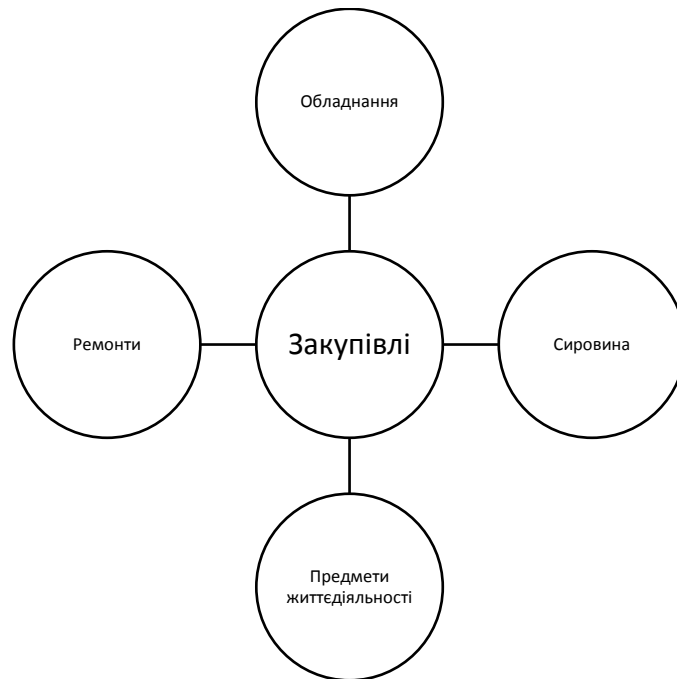 Обладнання
Ремонти
Закупівлі
Сировина
Предмети
життєдіяльності